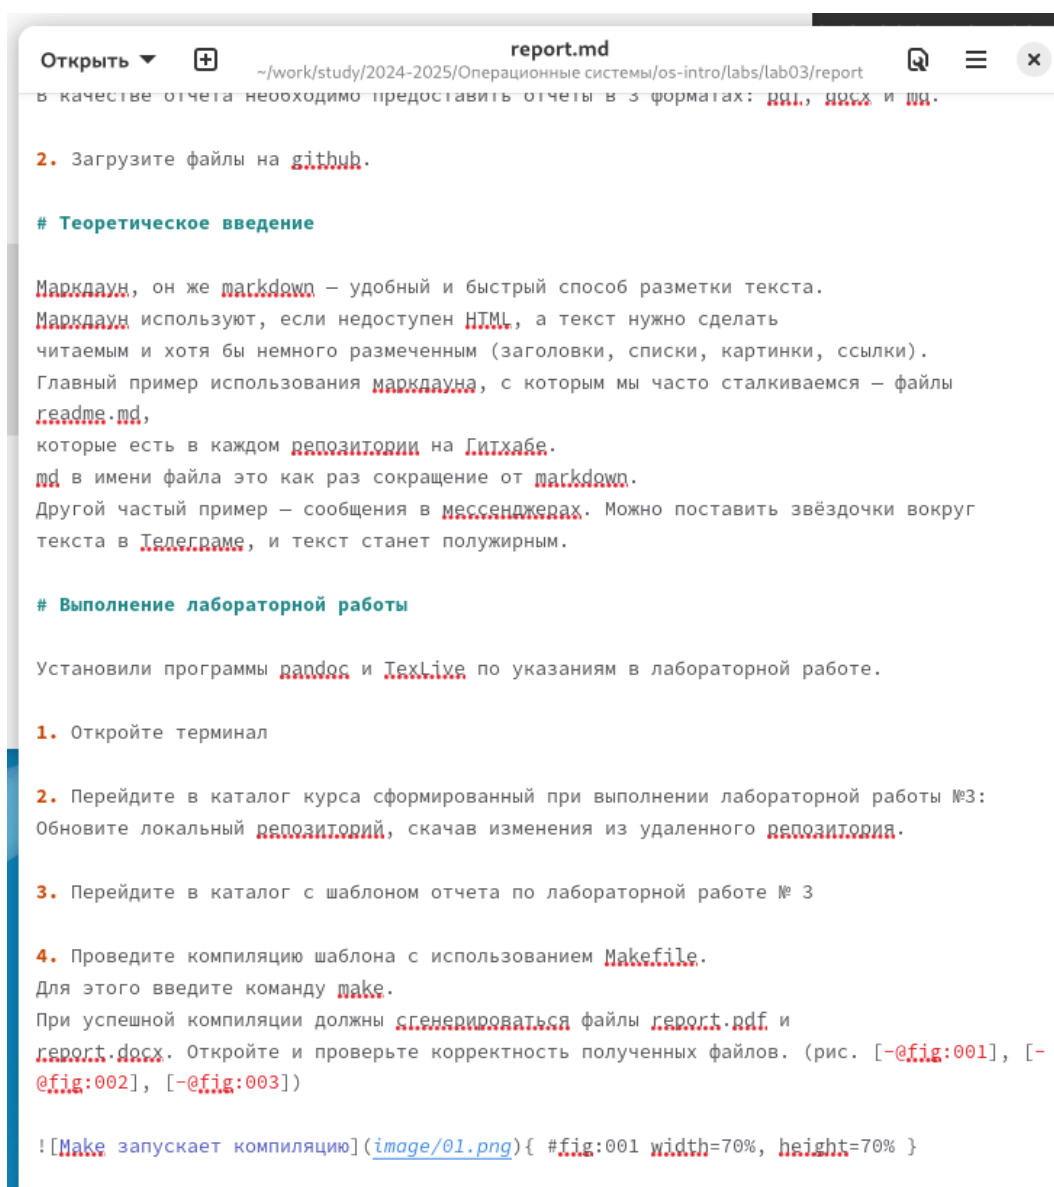 Открыть
report.md
~/work/study/2024-2025/Операционные системы/os-intro/labs/lab03/report
В качестве отчета необходимо предоставить отчеты в 3 форматах: pdf, docx и md.
2. Загрузите файлы на github.
# Теоретическое введение
Маркдаун, он же markdown — удобный и быстрый способ разметки текста.
Маркдаун используют, если недоступен HTML, а текст нужно сделать
читаемым и хотя бы немного размеченным (заголовки, списки, картинки, ссылки).
Главный пример использования маркдауна, с которым мы часто сталкиваемся — файлы
readme.md,
которые есть в каждом репозитории на Гитхабе.
md в имени файла это как раз сокращение от markdown.
Другой частый пример — сообщения в мессенджерах. Можно поставить звёздочки вокруг
текста в Телеграме, и текст станет полужирным.
# Выполнение лабораторной работы
Установили программы pandoc и TexLive по указаниям в лабораторной работе.
1. Откройте терминал
2. Перейдите в каталог курса сформированный при выполнении лабораторной работы №3:
Обновите локальный репозиторий, скачав изменения из удаленного репозитория.
3. Перейдите в каталог с шаблоном отчета по лабораторной работе № 3
4. Проведите компиляцию шаблона с использованием Makefile.
Для этого введите команду make.
При успешной компиляции должны сгенерироваться файлы report.pdf и
report.docx. Откройте и проверьте корректность полученных файлов. (рис. [-@fig:001], [-
@fig:002], [-@fig:003])
![Make запускает компиляцию](image/01.png){ #fig:001 width=70%, height=70% }